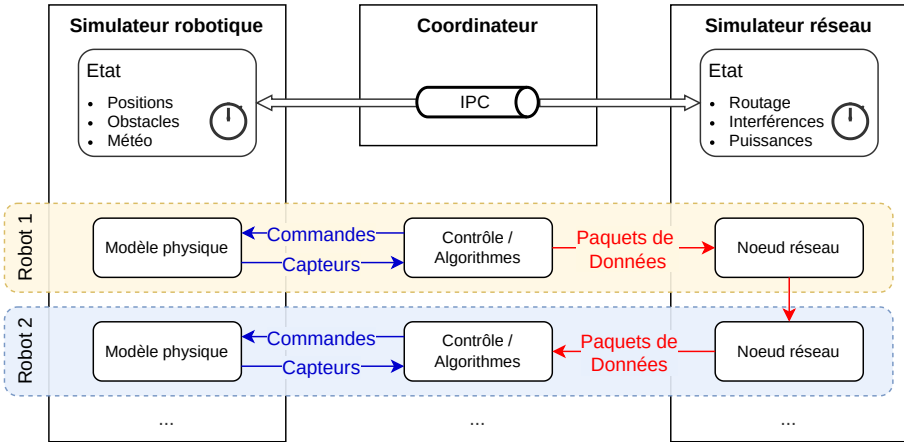 Simulateur robotique
Coordinateur
Simulateur réseau
Etat
• Positions
• Obstacles
• Météo
IPC
Etat
• Routage
• Interférences
• Puissances
Robot 1
Modèle physique
Commandes
Capteurs
Contrôle /
Algorithmes
Paquets de
Données
Noeud réseau
Robot 2
Modèle physique
Commandes
Capteurs
Contrôle /
Algorithmes
Paquets de
Données
Noeud réseau
...
...
...